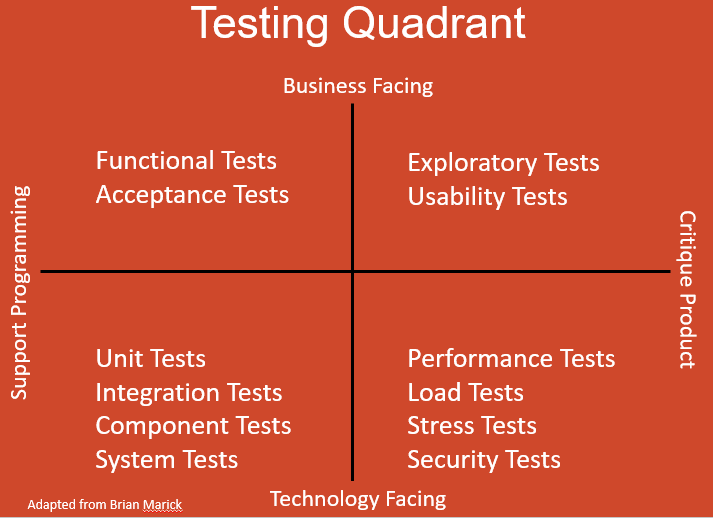 Testing Quadrant
Business Facing
Functional Tests
Acceptance Tests
Exploratory Tests
Usability Tests
Support Programming
Critique Product
Unit Tests
Integration Tests
Component Tests
System Tests
Performance Tests
Load Tests
Stress Tests
Security Tests
Adapted from Brian Marick
Technology Facing